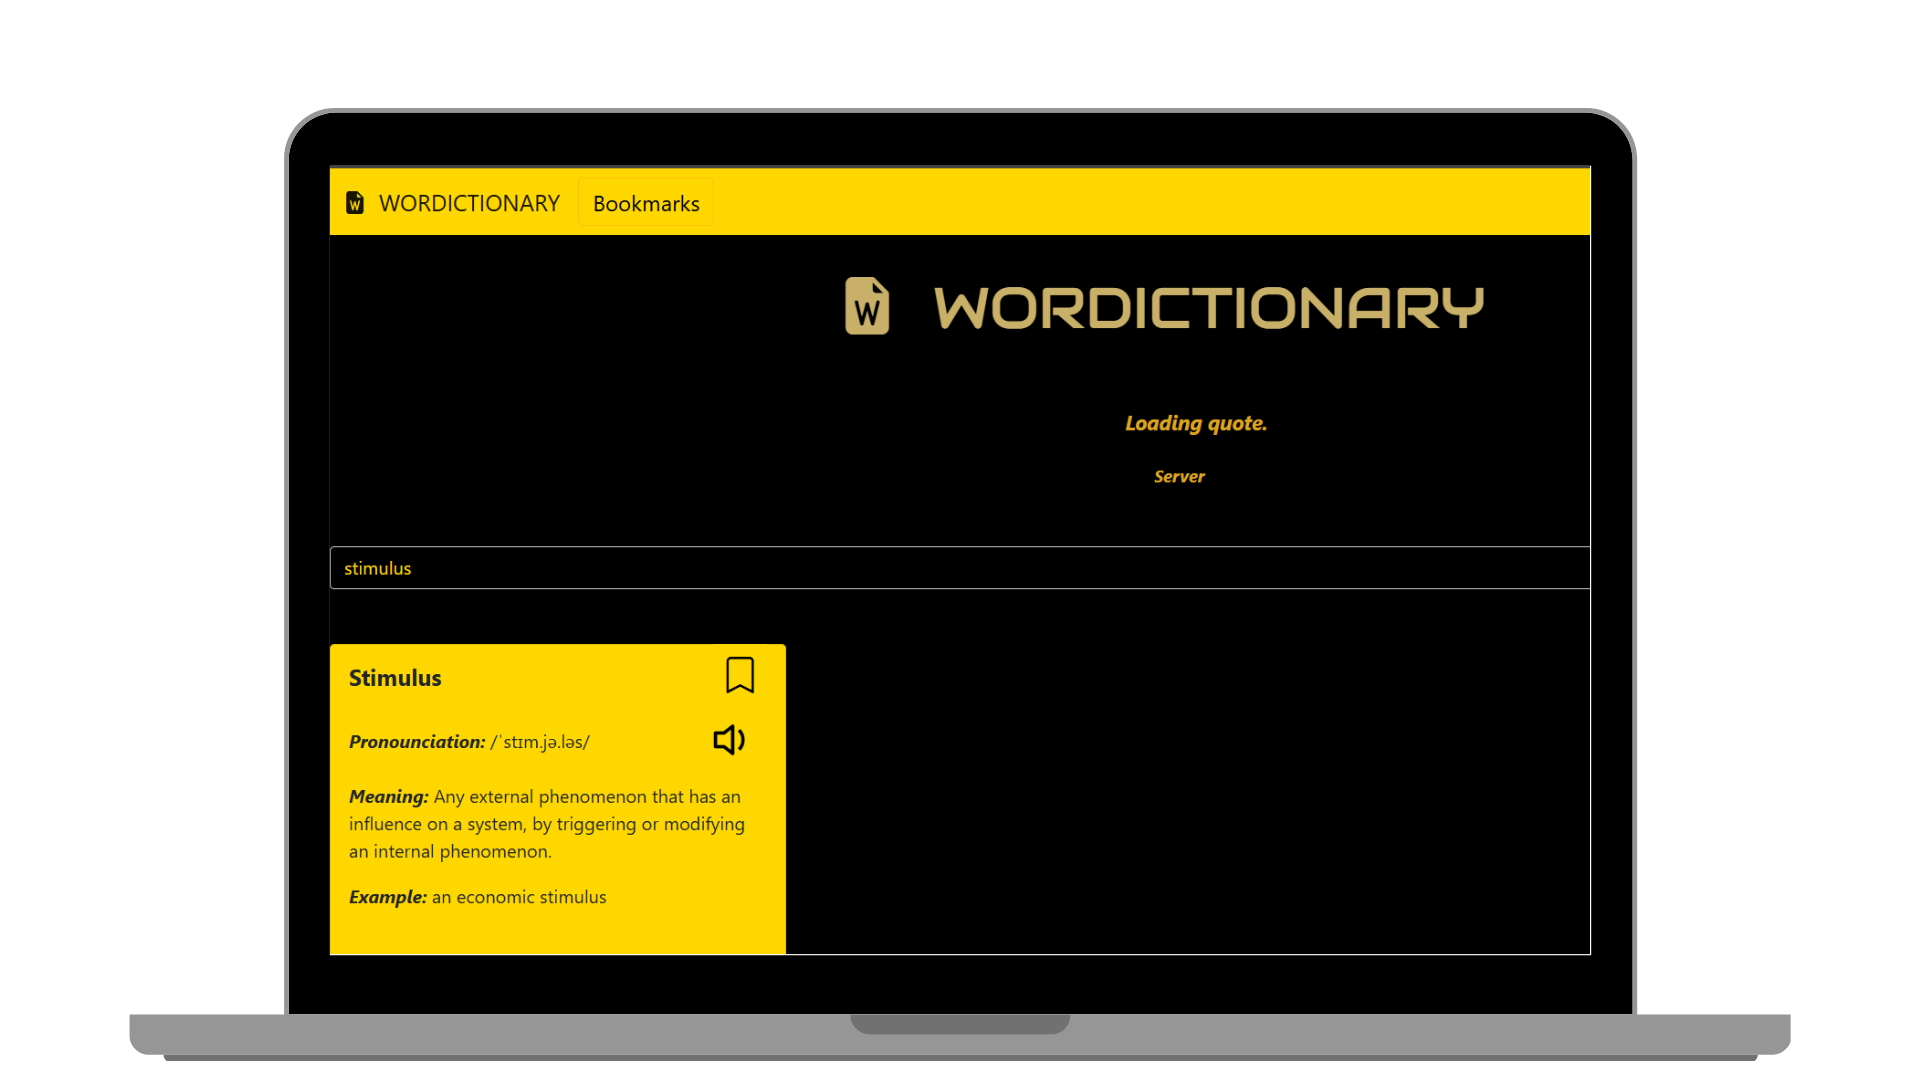 WORDICTIONARY Bookmarks
WORDICTIONARY
Loading quote.
Server
stimulus
Stimulus
Pronounciation: /ˈstɪm.jə.ləs/
Meaning: Any external phenomenon that has an
influence on a system, by triggering or modifying
an internal phenomenon.
Example: an economic stimulus